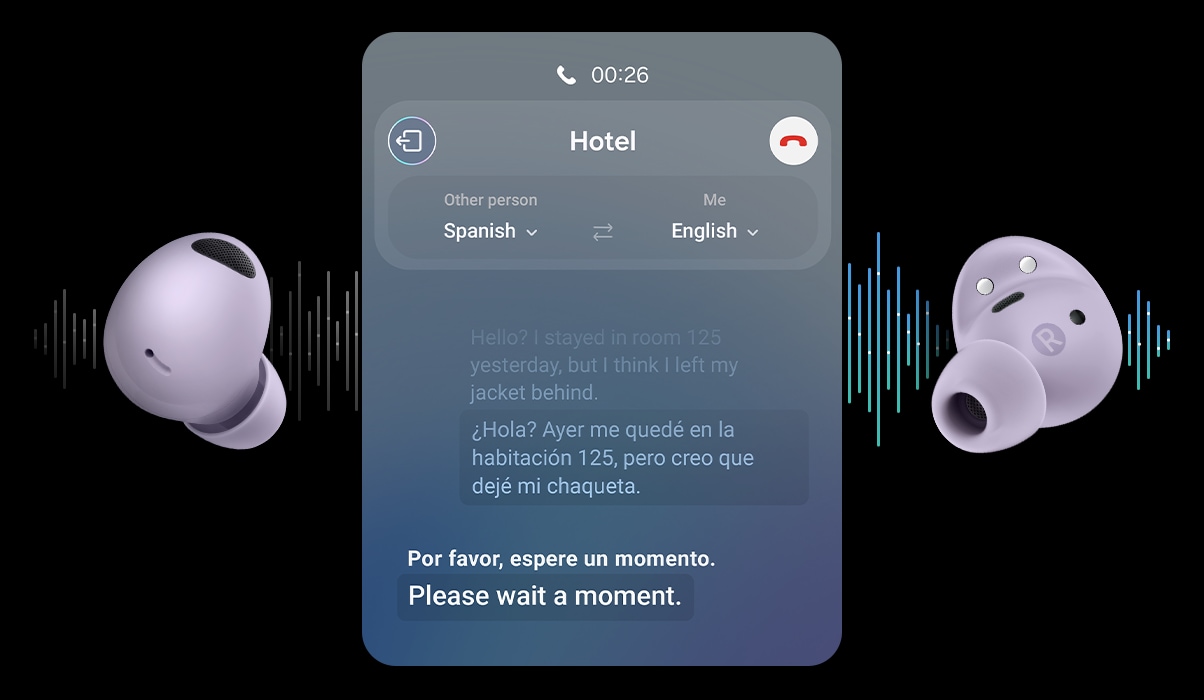 00:26
Hotel
Other person
Me
Spanish
English
Hello? I stayed in room 125
yesterday, but I think I left my
jacket behind.
¿Hola? Ayer me quedé en la
habitación 125, pero creo que
dejé mi chaqueta.
Por favor, espere un momento.
Please wait a moment.
R